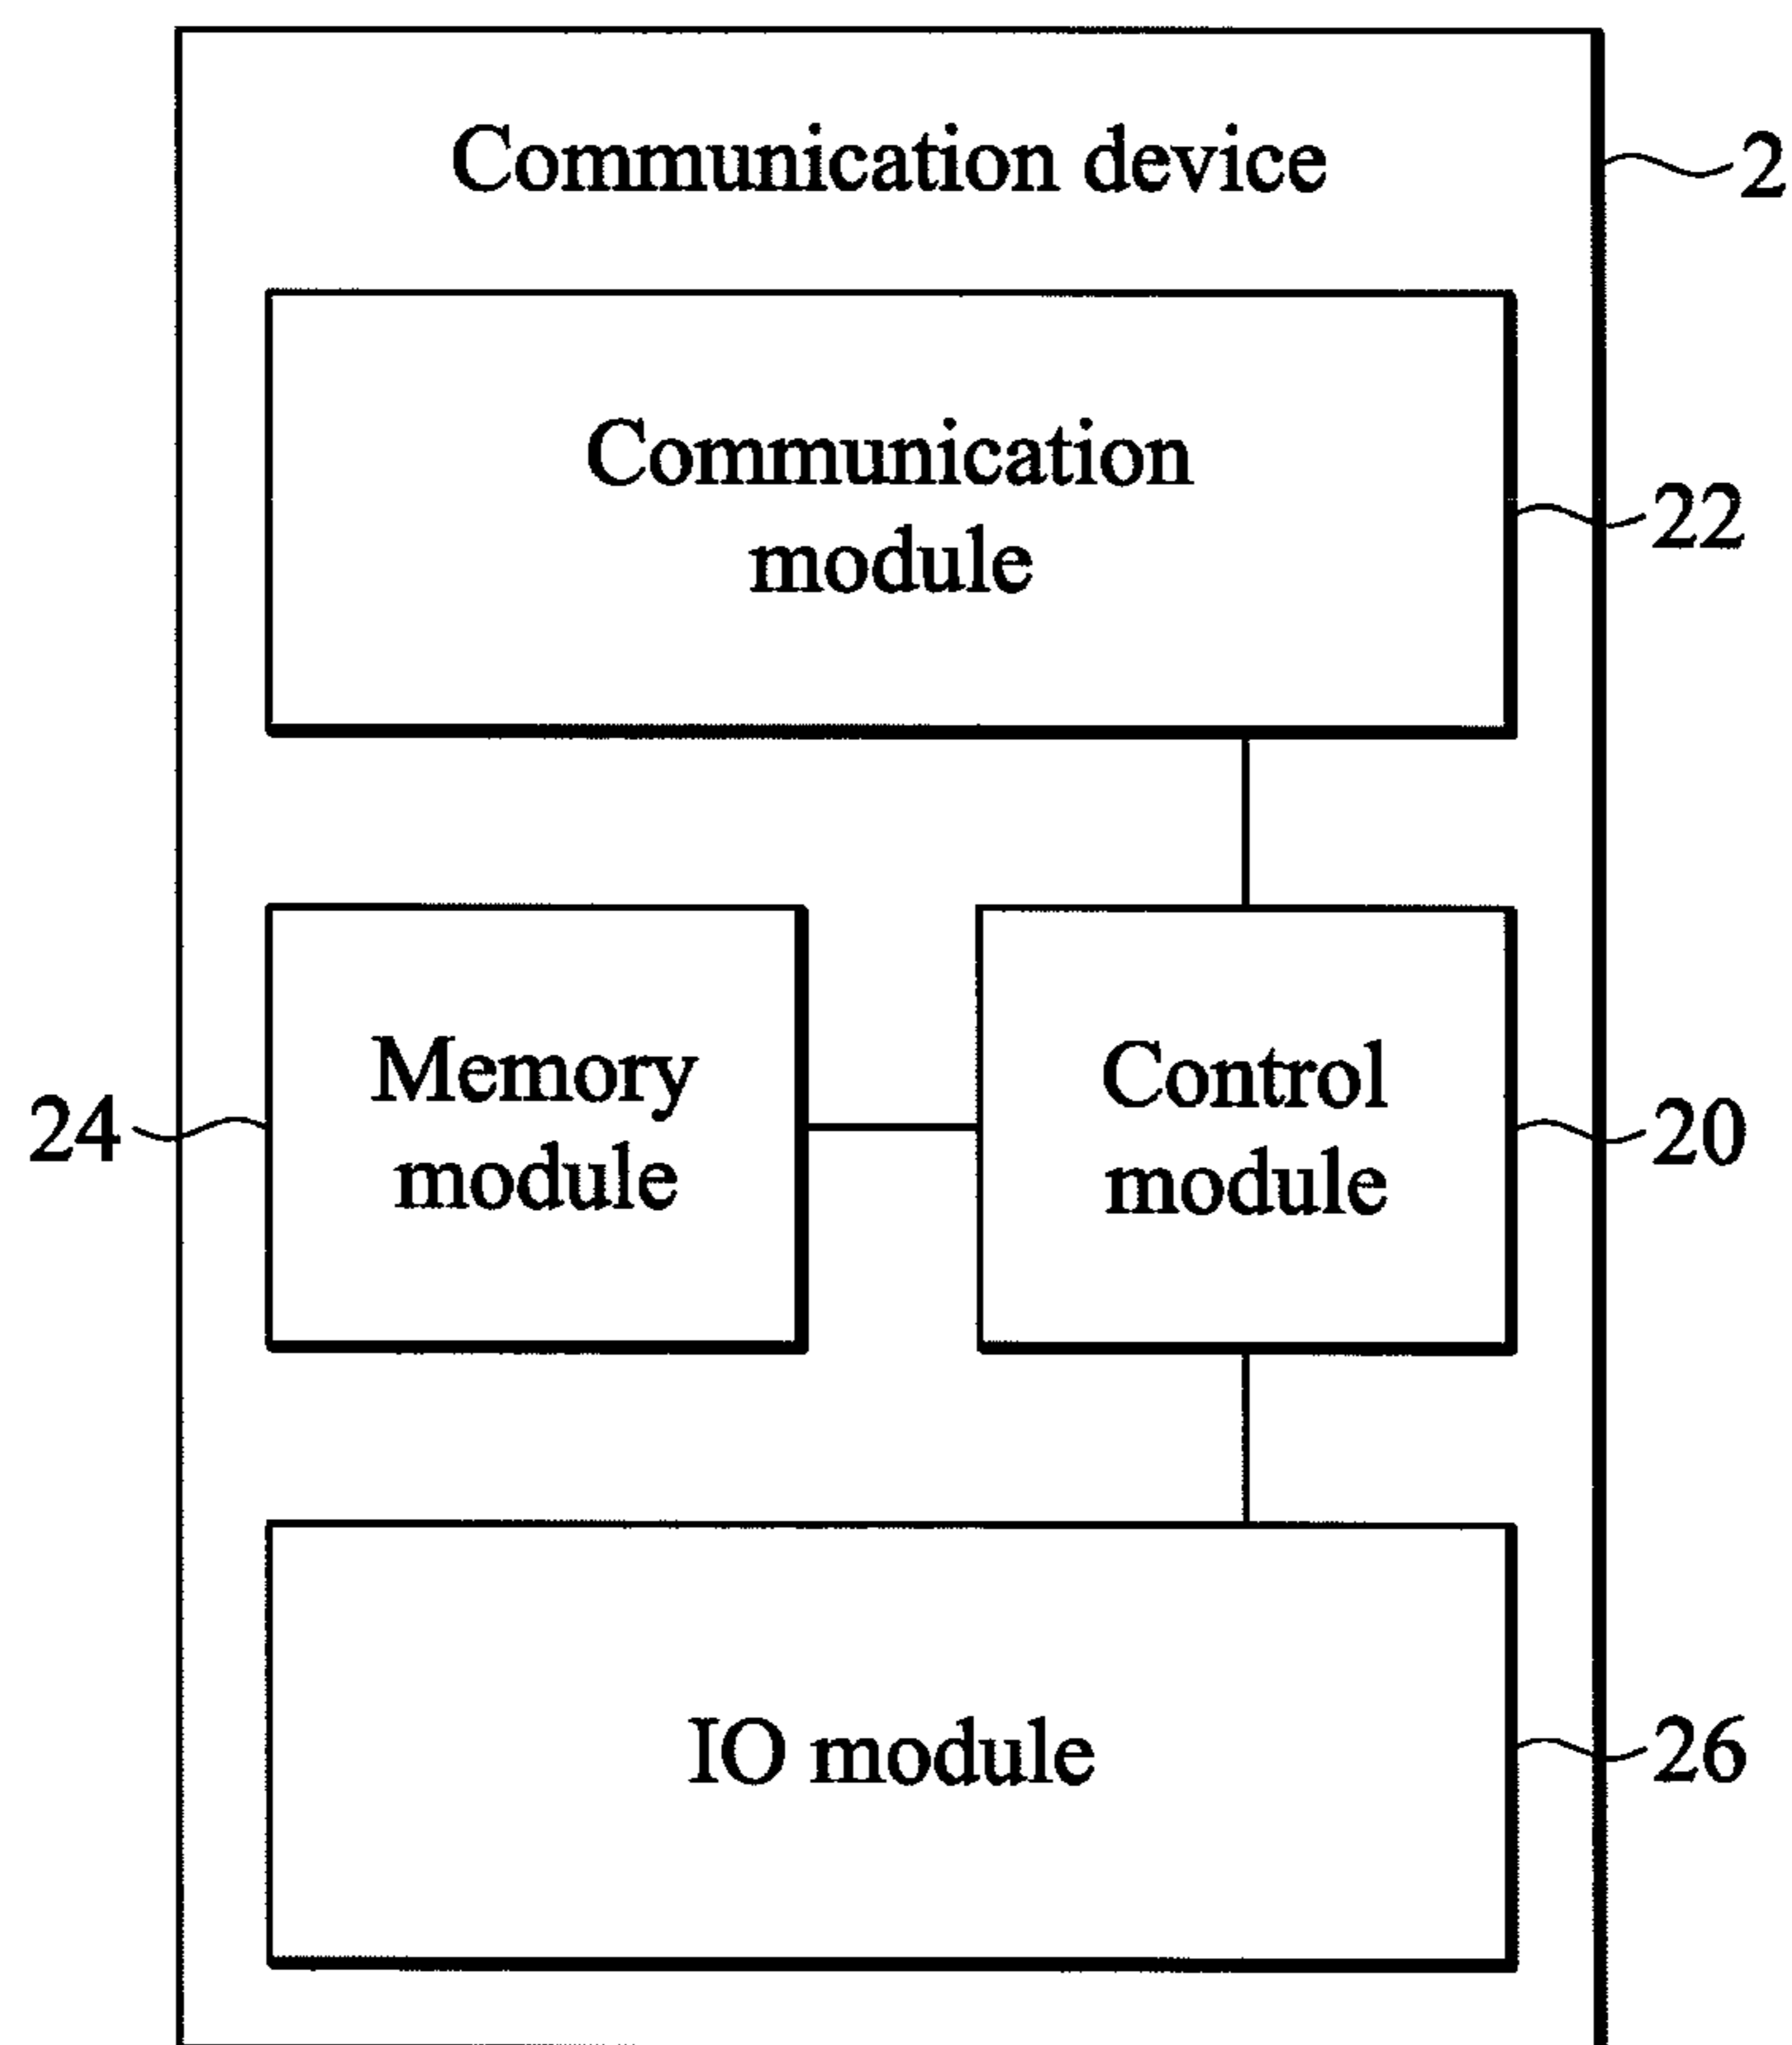 Communication device
2
Communication
module
22
24
Memory
module
Control
module
20
IO module
26